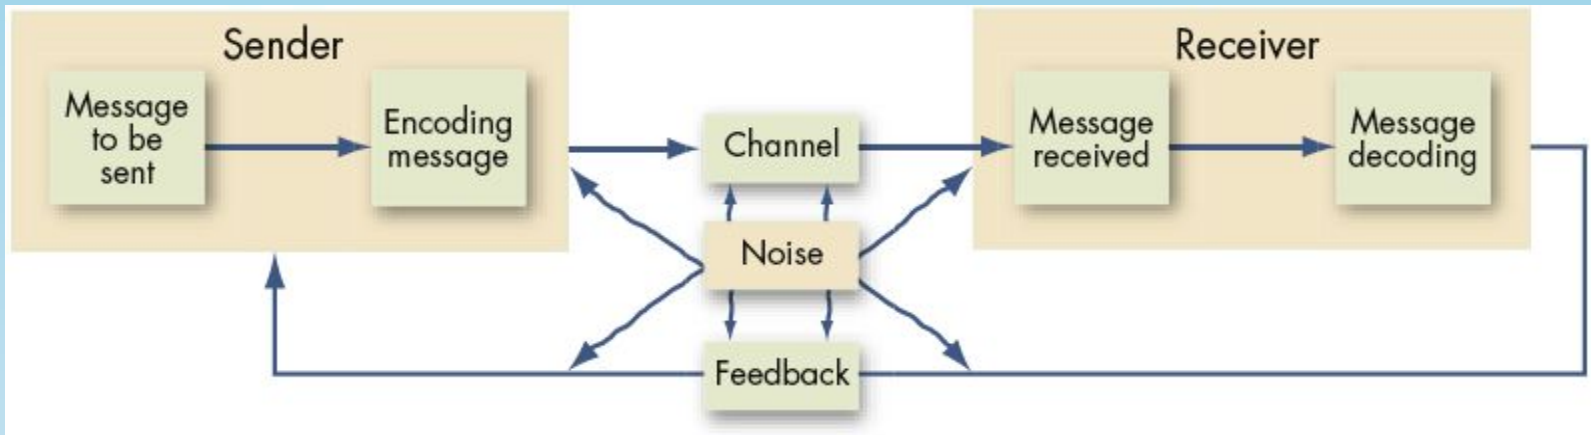 Sender
Message
to be
sent
Encoding
message
Channel
Noise
Feedback
Receiver
Message
received
Message
decoding